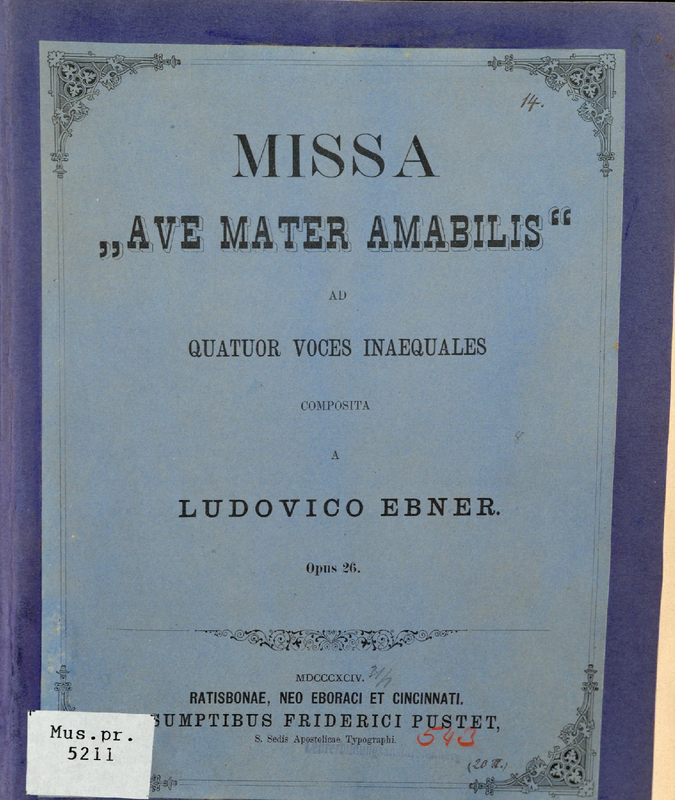 14.
MISSA
„AVE MATER AMABILIS“
AD
QUATUOR VOCES INAEQUALES
COMPOSITA
A
LUDOVICO EBNER.
Opus 26.
MDCCCXCIV.
RATISBONAE, NEO EBORACI ET CINCINNATI.
SUMPTIBUS FRIDERICI PUSTET,
S. Sedis Apostolicae Typographi.
543
Mus.pr.
5211